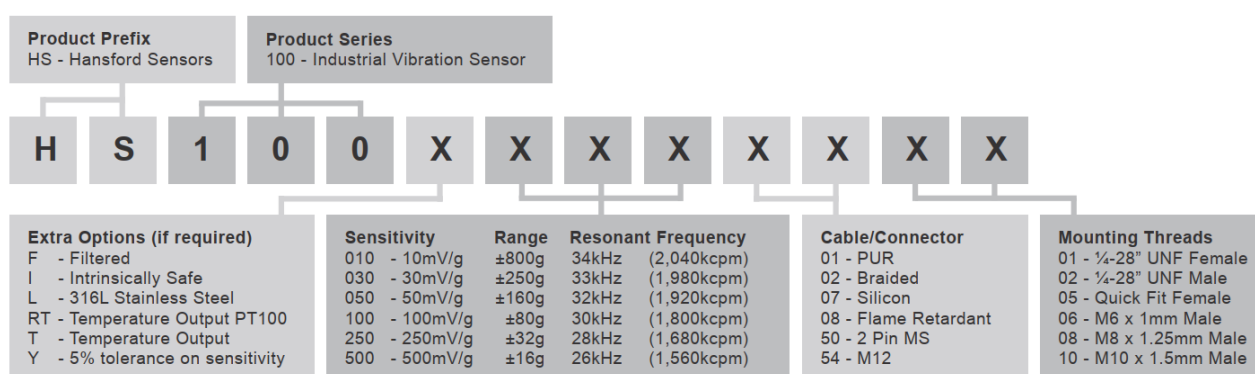 Product Prefix
HS - Hansford Sensors
Product Series
100 - Industrial Vibration Sensor
H S 1 0 0 X X X X X X X X
Extra Options (if required)
F - Filtered
I - Intrinsically Safe
L - 316L Stainless Steel
RT - Temperature Output PT100
T - Temperature Output
Y - 5% tolerance on sensitivity
Sensitivity Range Resonant Frequency
010 - 10mV/g ±800g 34kHz (2,040kcpm)
030 - 30mV/g ±250g 33kHz (1,980kcpm)
050 - 50mV/g ±160g 32kHz (1,920kcpm)
100 - 100mV/g ±80g 30kHz (1,800kcpm)
250 - 250mV/g ±32g 28kHz (1,680kcpm)
500 - 500mV/g ±16g 26kHz (1,560kcpm)
Cable/Connector
01 - PUR
02 - Braided
07 - Silicon
08 - Flame Retardant
50 - 2 Pin MS
54 - M12
Mounting Threads
01 - ¼-28” UNF Female
02 - ¼-28” UNF Male
05 - Quick Fit Female
06 - M6 x 1mm Male
08 - M8 x 1.25mm Male
10 - M10 x 1.5mm Male